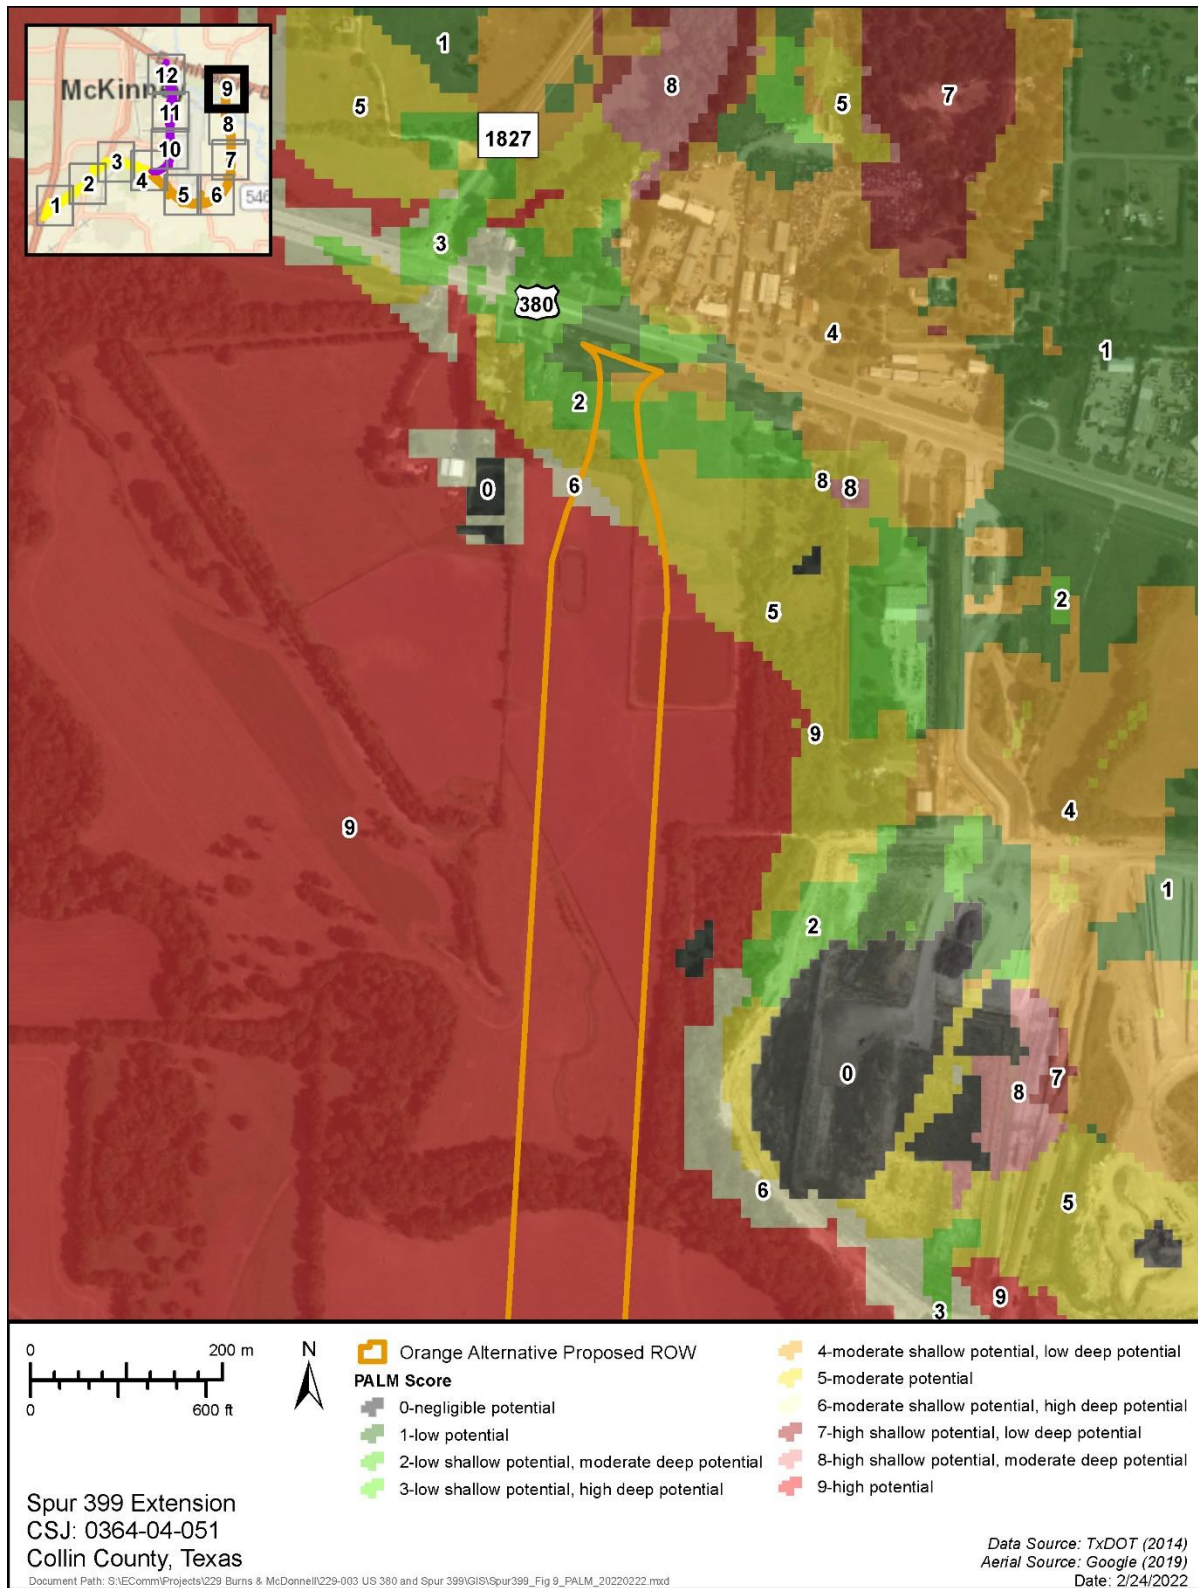 McKinn
12
11
10
9
8
7
6
5
4
3
2
1
546
1
5
1827
8
5
7
3
380
4
1
2
6
0
8
8
5
2
9
4
9
1
2
0
8
7
6
5
9
3
0 200 m
0 600 ft
N
Orange Alternative Proposed ROW
PALM Score
0-negligible potential
1-low potential
2-low shallow potential, moderate deep potential
3-low shallow potential, high deep potential
4-moderate shallow potential, low deep potential
5-moderate potential
6-moderate shallow potential, high deep potential
7-high shallow potential, low deep potential
8-high shallow potential, moderate deep potential
9-high potential
Spur 399 Extension
CSJ: 0364-04-051
Collin County, Texas
Data Source: TxDOT (2014)
Aerial Source: Google (2019)
Date: 2/24/2022
Document Path: S:\EComm\Projects\229 Burns & McDonnell\229-003 US 380 and Spur 399\GIS\Spur399_Fig 9_PALM_20220222.mxd